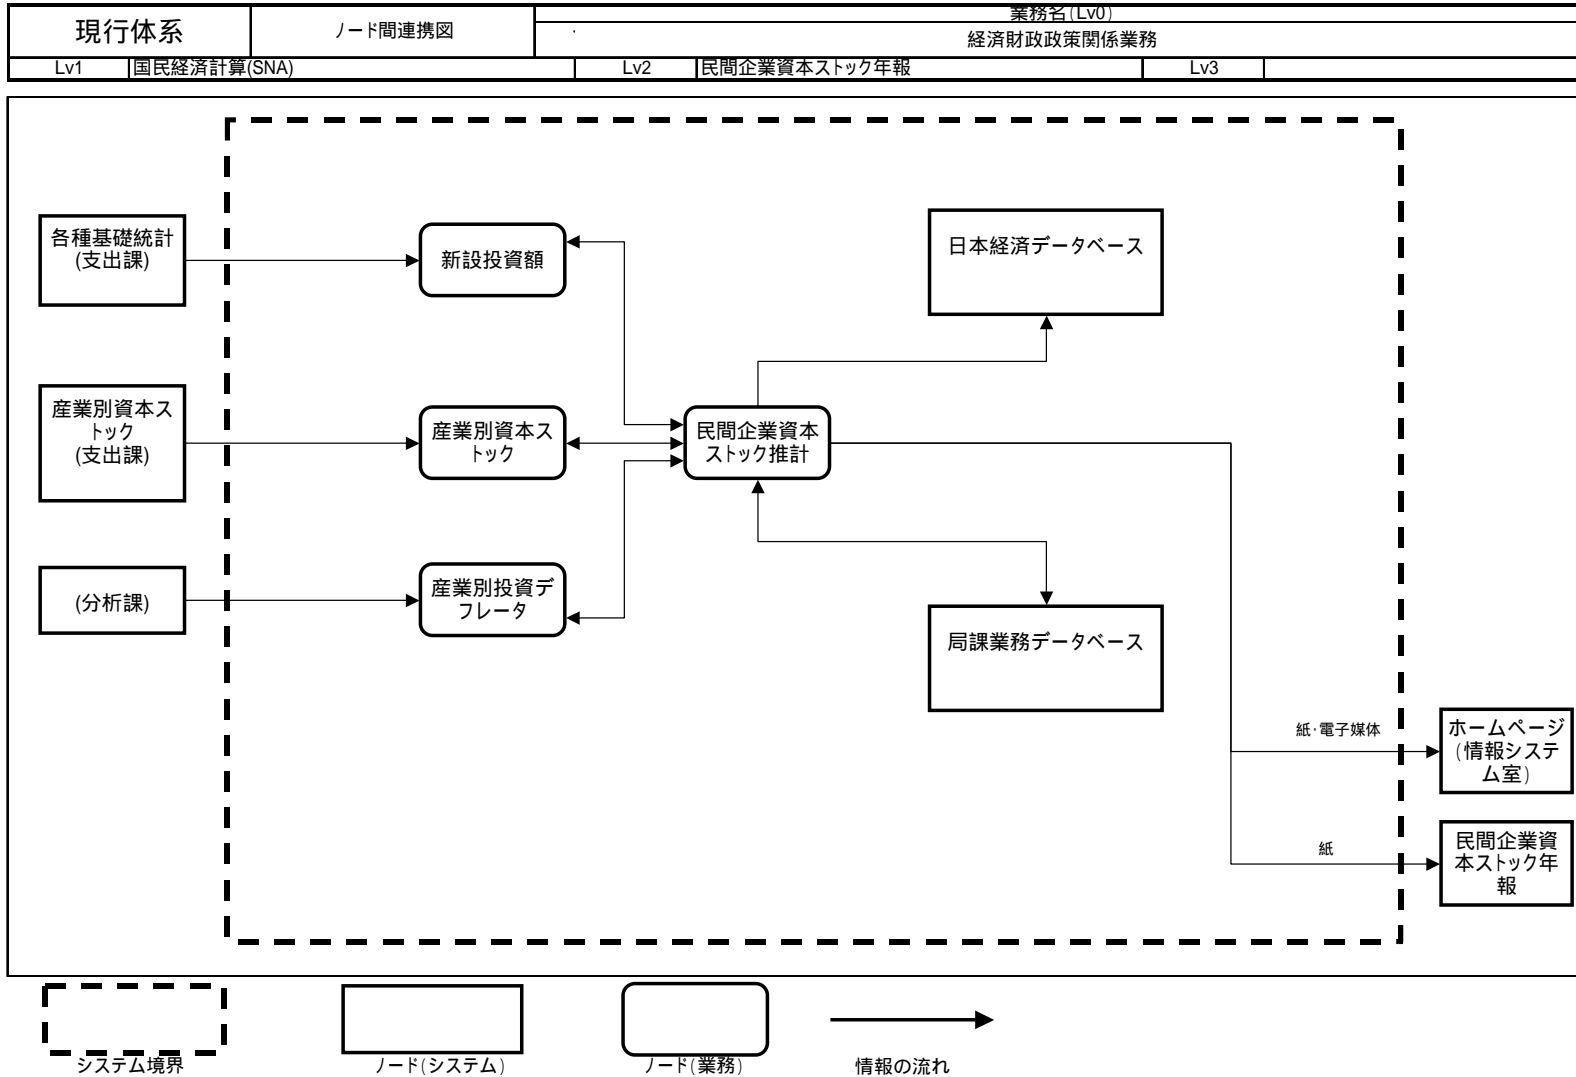 現行体系
ノード間連携図
業務名(Lv0)
経済財政政策関係業務
Lv1
国民経済計算(SNA)
Lv2
民間企業資本ストック年報
Lv3
各種基礎統計
(支出課)
新設投資額
日本経済データベース
産業別資本ス
トック
(支出課)
産業別資本ス
トック
民間企業資本
ストック推計
(分析課)
産業別投資デ
フレータ
局課業務データベース
紙・電子媒体
ホームページ
(情報システ
ム室)
紙
民間企業資
本ストック年
報
システム境界
ノード(システム)
ノード(業務)
情報の流れ